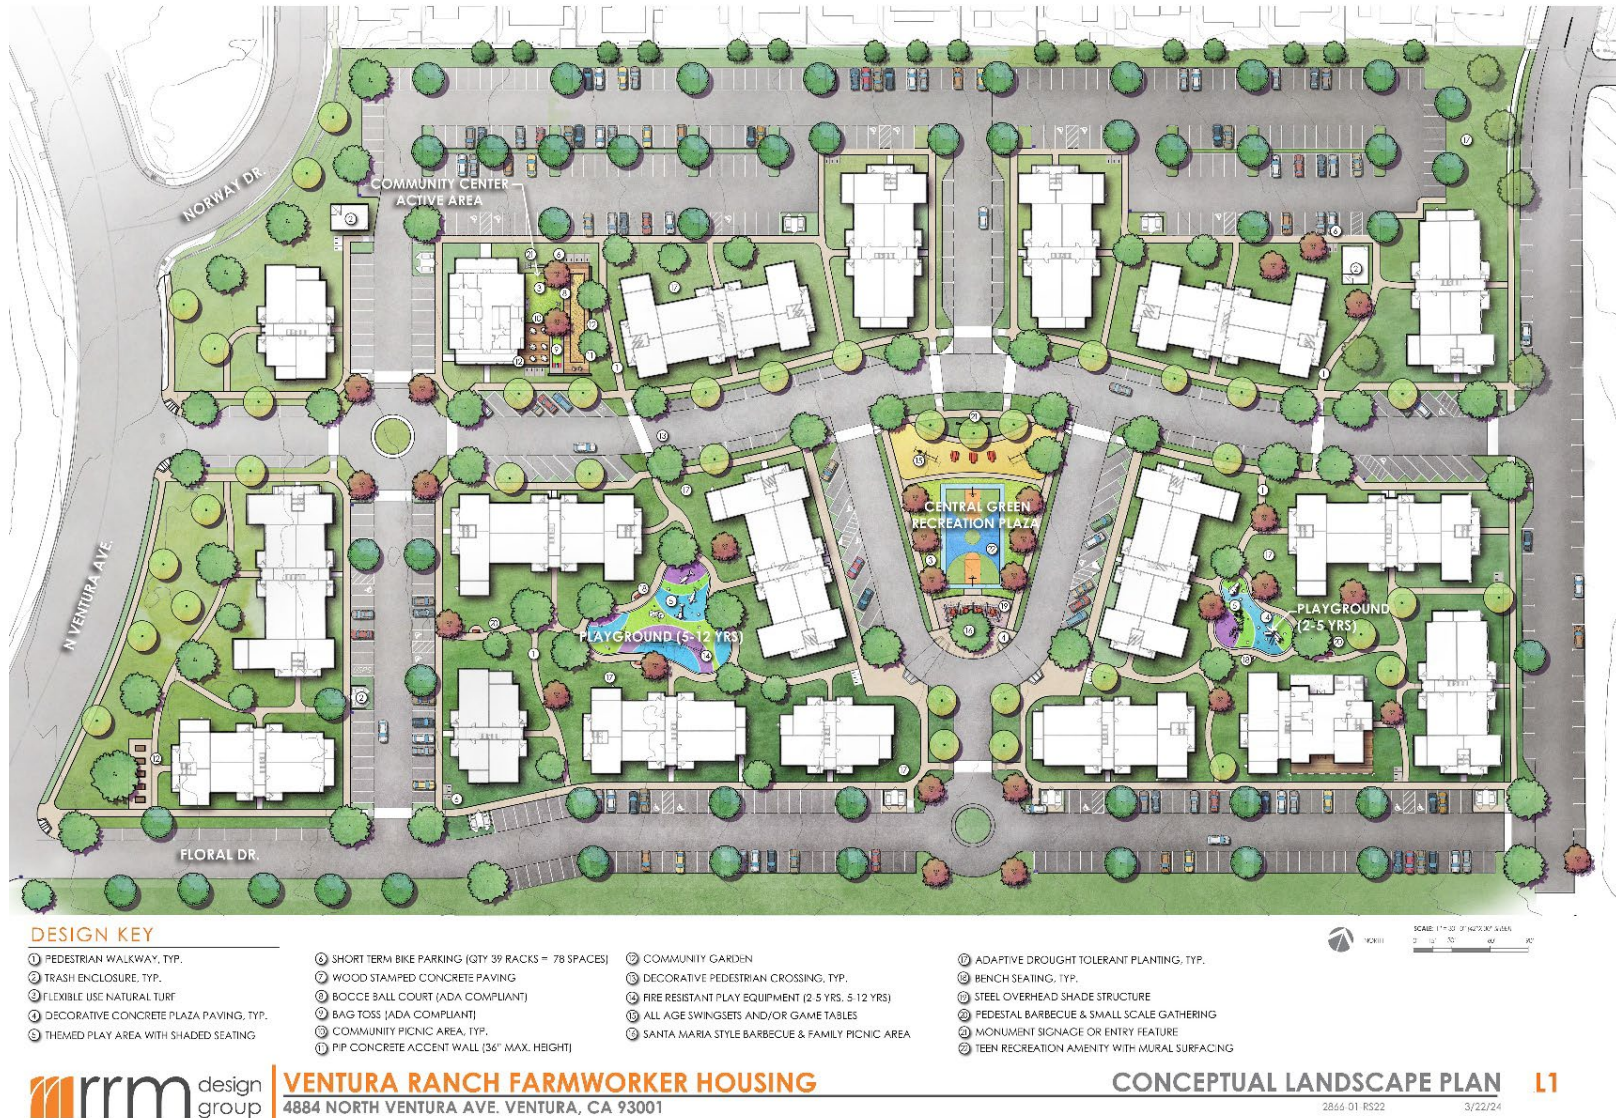 NORWAY DR.
COMMUNITY CENTER
ACTIVE AREA
N VENTURA AVE.
CENTRAL GREEN
RECREATION PLAZA
PLAYGROUND (5-12 YRS)
PLAYGROUND
(2-5 YRS)
FLORAL DR.
DESIGN KEY
1 PEDESTRIAN WALKWAY, TYP.
2 TRASH ENCLOSURE, TYP.
3 FLEXIBLE USE NATURAL TURF
4 DECORATIVE CONCRETE PLAZA PAVING, TYP.
5 THEMED PLAY AREA WITH SHADED SEATING
6 SHORT TERM BIKE PARKING (QTY 39 RACKS = 78 SPACES)
7 WOOD STAMPED CONCRETE PAVING
8 BOCCE BALL COURT (ADA COMPLIANT)
9 BAG TOSS (ADA COMPLIANT)
10 COMMUNITY PICNIC AREA, TYP.
11 PIP CONCRETE ACCENT WALL (36" MAX. HEIGHT)
12 COMMUNITY GARDEN
13 DECORATIVE PEDESTRIAN CROSSING, TYP.
14 FIRE RESISTANT PLAY EQUIPMENT (2-5 YRS, 5-12 YRS)
15 ALL AGE SWINGSETS AND/OR GAME TABLES
16 SANTA MARIA STYLE BARBECUE & FAMILY PICNIC AREA
17 ADAPTIVE DROUGHT TOLERANT PLANTING, TYP.
18 BENCH SEATING, TYP.
19 STEEL OVERHEAD SHADE STRUCTURE
20 PEDESTAL BARBECUE & SMALL SCALE GATHERING
21 MONUMENT SIGNAGE OR ENTRY FEATURE
22 TEEN RECREATION AMENITY WITH MURAL SURFACING
NORTH
rrm design
group
VENTURA RANCH FARMWORKER HOUSING
4884 NORTH VENTURA AVE. VENTURA, CA 93001
CONCEPTUAL LANDSCAPE PLAN
L1
2866-01-RS22
3/22/24